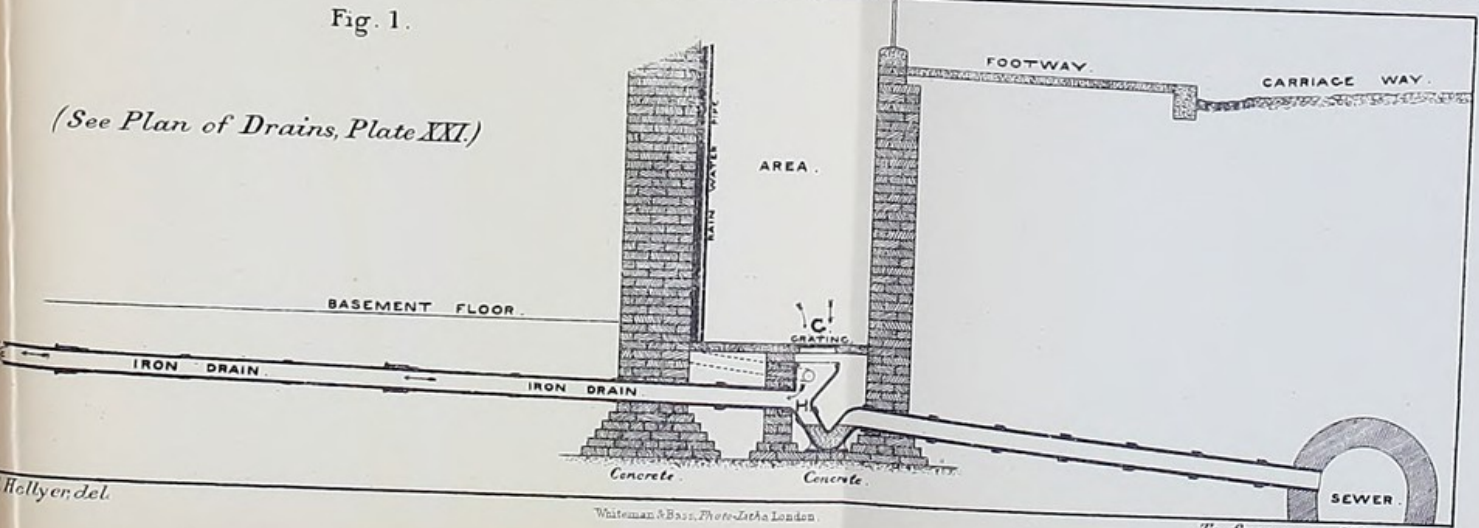 Fig. 1.
(See Plan of Drains, Plate XXI.)
FOOTWAY.
CARRIAGE WAY.
RAIN WATER PIPE
AREA.
BASEMENT FLOOR.
C.
GRATING.
IRON DRAIN.
IRON DRAIN.
H
Concrete.
Concrete.
SEWER.
Hellyer, del.
Whiteman & Bass, Photo-Litho London.